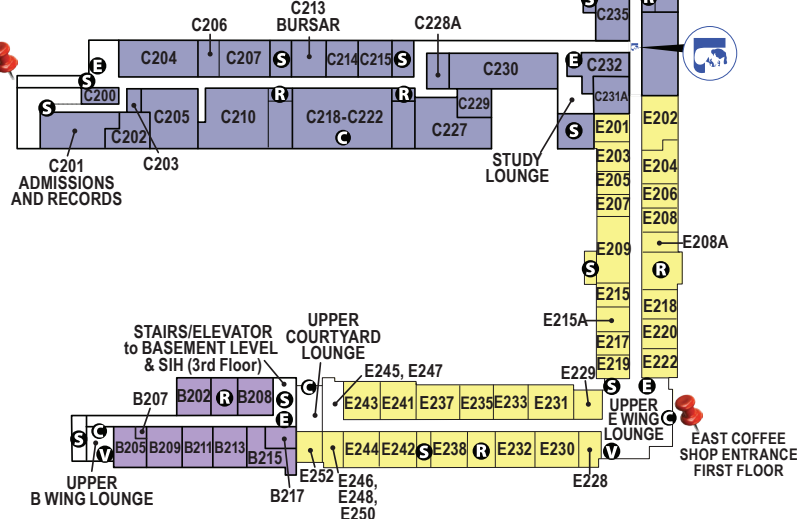 C206
C213
BURSAR
C228A
C235
C204
C207
S
C214
C215
S
C230
E
C232
E
S
C200
S
R
R
C229
C231A
C205
C210
C218-C222
C
C227
S
C202
C201
ADMISSIONS
AND RECORDS
C203
STUDY
LOUNGE
E201
E202
E203
E204
E205
E206
E207
E208
E208A
E209
S
R
E215
E218
E215A
E220
E217
E219
E222
STAIRS/ELEVATOR
to BASEMENT LEVEL
& SIH (3rd Floor)
UPPER
COURTYARD
LOUNGE
E245, E247
E229
B207
B202
R
B208
S
E
C
E243
E241
E237
E235
E233
E231
S
E
UPPER
E WING
LOUNGE
C
EAST COFFEE
SHOP ENTRANCE
FIRST FLOOR
S
C
V
B205
B209
B211
B213
B215
B217
UPPER
B WING LOUNGE
E252
E244
E242
S
E238
R
E232
E230
V
E228
E246,
E248,
E250